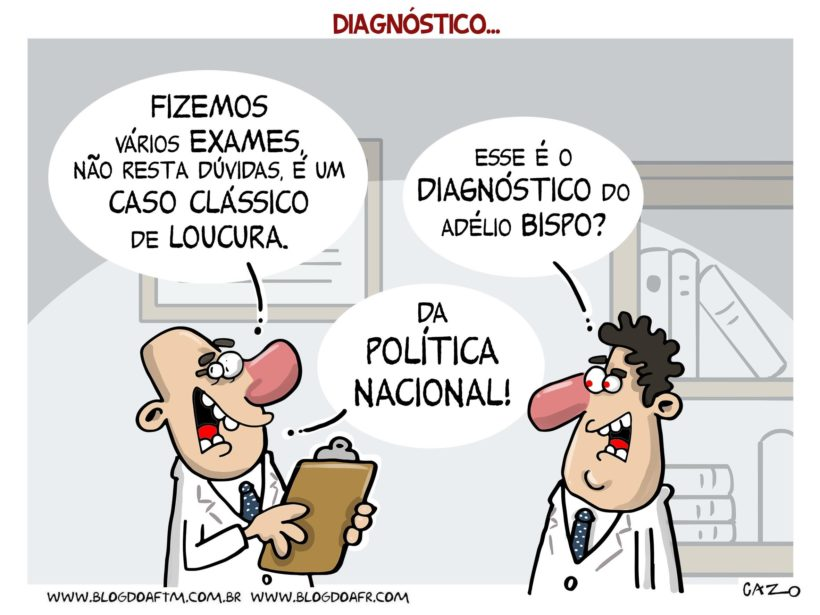 DIAGNÓSTICO...
FIZEMOS
VÁRIOS EXAMES,
NÃO RESTA DÚVIDAS, É UM
CASO CLÁSSICO
DE LOUCURA.
ESSE É O
DIAGNÓSTICO DO
ADÉLIO BISPO?
DA
POLÍTICA
NACIONAL!
WWW.BLOGDOAFTM.COM.BR WWW.BLOGDOAFR.COM
CAZO